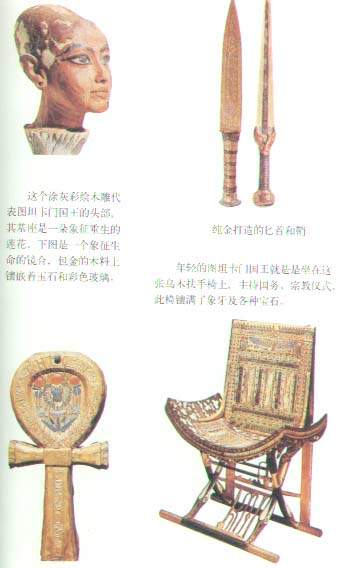 这个涂灰彩绘木雕代
表图坦卡门国王的头部，
其基座是一朵象征重生的
莲花。下图是一个象征生
命的镜台，包金的木料上
镶嵌着玉石和彩色玻璃。
纯金打造的匕首和鞘
年轻的图坦卡门国王就是是坐在这
张乌木扶手椅上，主持国务、宗教仪式。
此椅镶满了象牙及各种宝石。